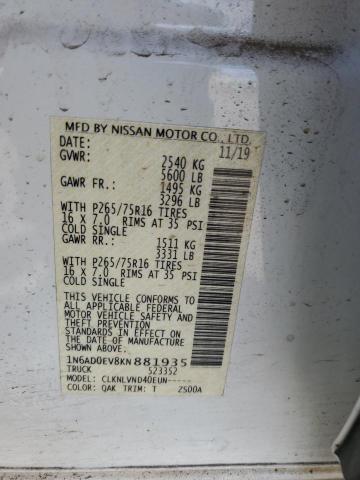 MFD BY NISSAN MOTOR CO., LTD.
DATE: 11/19
GVWR: 2540 KG
5600 LB
GAWR FR.: 1495 KG
3296 LB
WITH P265/75R16 TIRES
16 x 7.0 RIMS AT 35 PSI
COLD SINGLE
GAWR RR.: 1511 KG
3331 LB
WITH P265/75R16 TIRES
16 x 7.0 RIMS AT 35 PSI
COLD SINGLE
THIS VEHICLE CONFORMS TO
ALL APPLICABLE FEDERAL
MOTOR VEHICLE SAFETY
STANDARDS IN EFFECT ON
THE DATE OF MANUFACTURE
SHOWN ABOVE.
1N6AD0EV8KN881935
TRUCK 523352
MODEL: CLKNLVND40EUN-----
COLOR: QAK TRIM: T 2500A